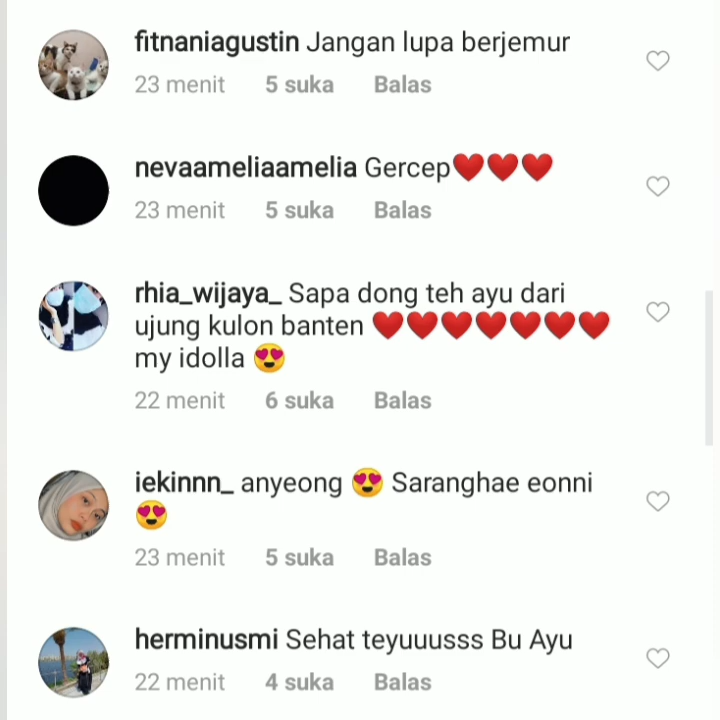 fitnaniagustin Jangan lupa berjemur
23 menit 5 suka Balas
nevaameliaamelia Gercep❤️❤️❤️
23 menit 5 suka Balas
rhia_wijaya_ Sapa dong teh ayu dari
ujung kulon banten ❤️❤️❤️❤️❤️❤️❤️
my idolla 😍
22 menit 6 suka Balas
iekinnn_ anyeong 😍 Saranghae eonni
😍
23 menit 5 suka Balas
herminusmi Sehat teyuuusss Bu Ayu
22 menit 4 suka Balas